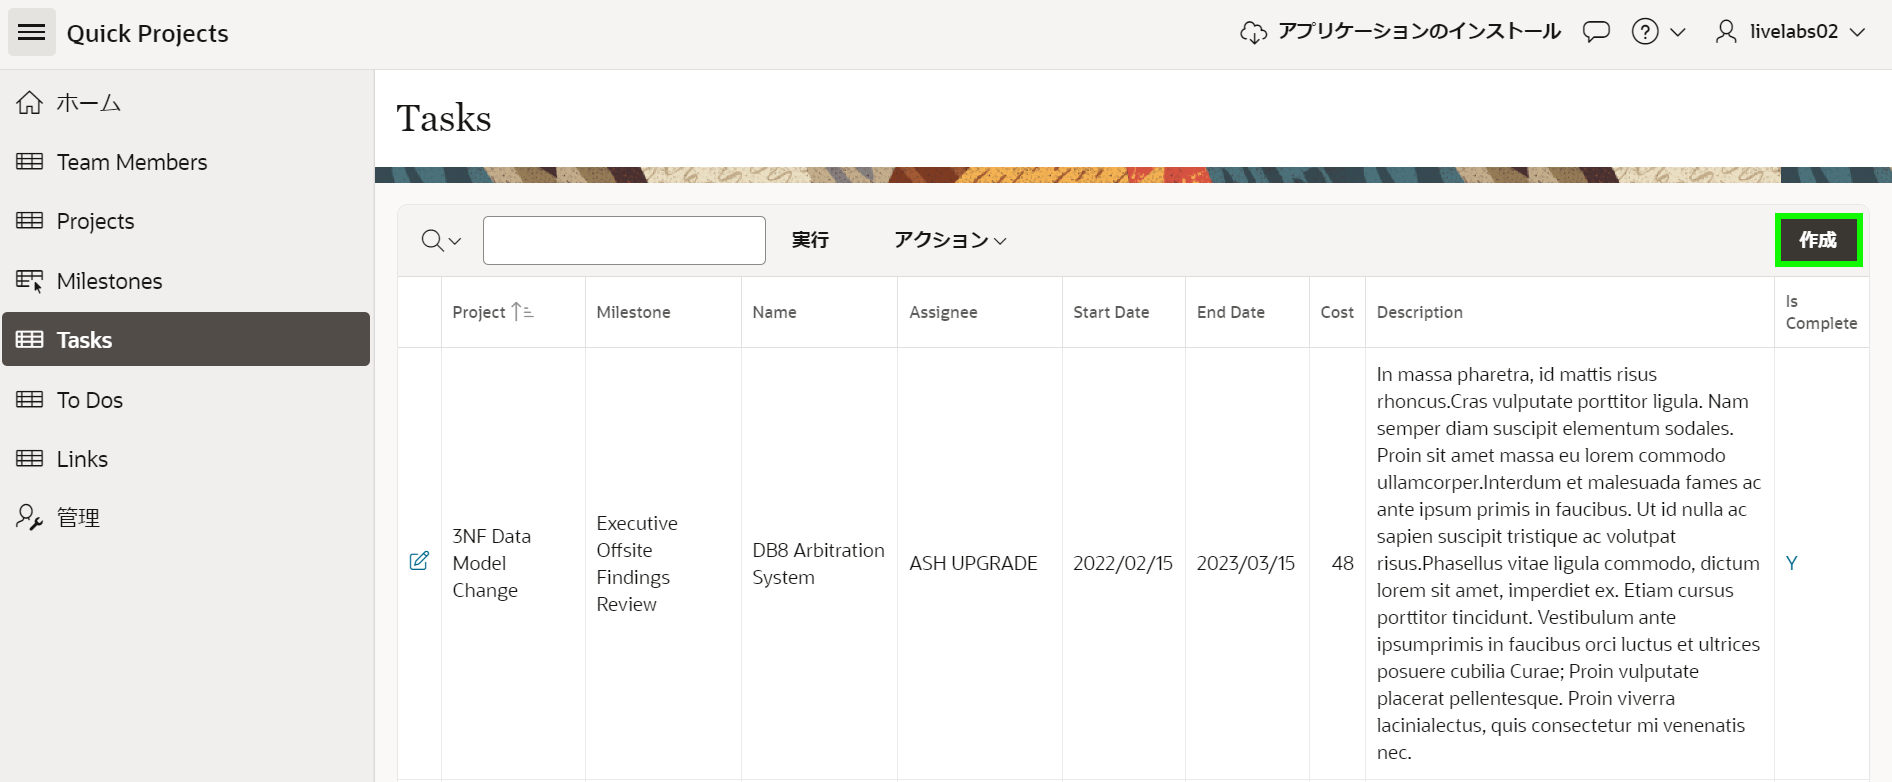 Quick Projects
アプリケーションのインストール
livelabs02
ホーム
Team Members
Projects
Milestones
Tasks
To Dos
Links
管理
Tasks
実行
アクション
作成
Project
Milestone
Name
Assignee
Start Date
End Date
Cost
Description
Is
Complete
3NF Data
Model
Change
Executive
Offsite
Findings
Review
DB8 Arbitration
System
ASH UPGRADE
2022/02/15
2023/03/15
48
In massa pharetra, id mattis risus
rhoncus.Cras vulputate porttitor ligula. Nam
semper diam suscipit elementum sodales.
Proin sit amet massa eu lorem commodo
ullamcorper.Interdum et malesuada fames ac
ante ipsum primis in faucibus. Ut id nulla ac
sapien suscipit tristique ac volutpat
risus.Phasellus vitae ligula commodo, dictum
lorem sit amet, imperdiet ex. Etiam cursus
porttitor tincidunt. Vestibulum ante
ipsumprimis in faucibus orci luctus et ultrices
posuere cubilia Curae; Proin vulputate
placerat pellentesque. Proin viverra
lacinialectus, quis consectetur mi venenatis
nec.
Y